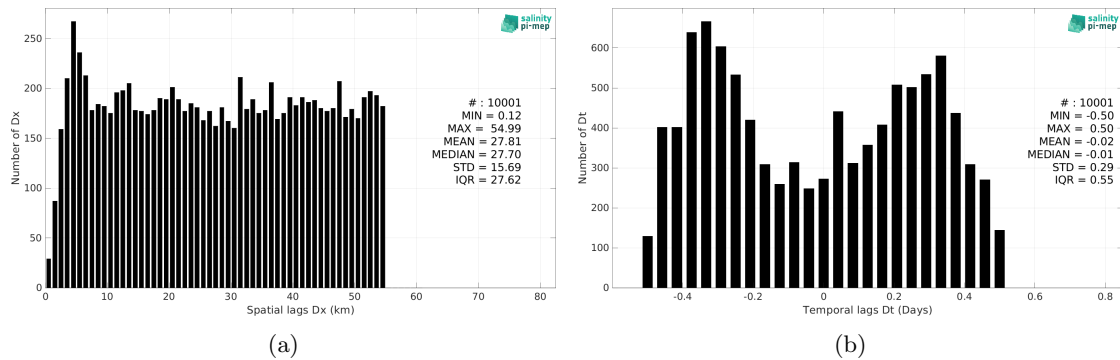 250
200
150
100
50
0
Number of Dx
salinity
pi-mep
# : 10001
MIN = 0.12
MAX = 54.99
MEAN = 27.81
MEDIAN = 27.70
STD = 15.69
IQR = 27.62
0 10 20 30 40 50 60 70 80
Spatial lags Dx (km)
(a)
600
500
400
300
200
100
0
Number of Dt
salinity
pi-mep
# : 10001
MIN = -0.50
MAX = 0.50
MEAN = -0.02
MEDIAN = -0.01
STD = 0.29
IQR = 0.55
-0.4 -0.2 0 0.2 0.4 0.6 0.8
Temporal lags Dt (Days)
(b)